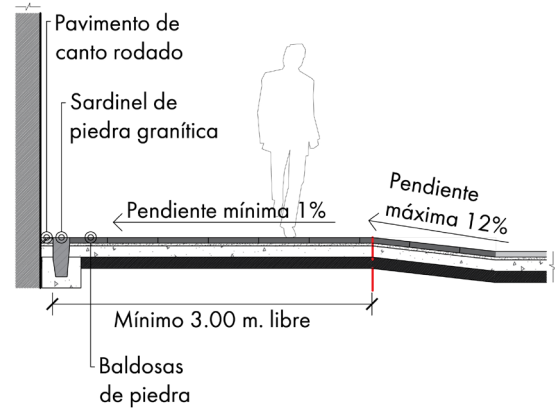 Pavimento de
canto rodado
Sardinel de
piedra granítica
Pendiente mínima 1%
Pendiente
máxima 12%
Mínimo 3.00 m. libre
Baldosas
de piedra